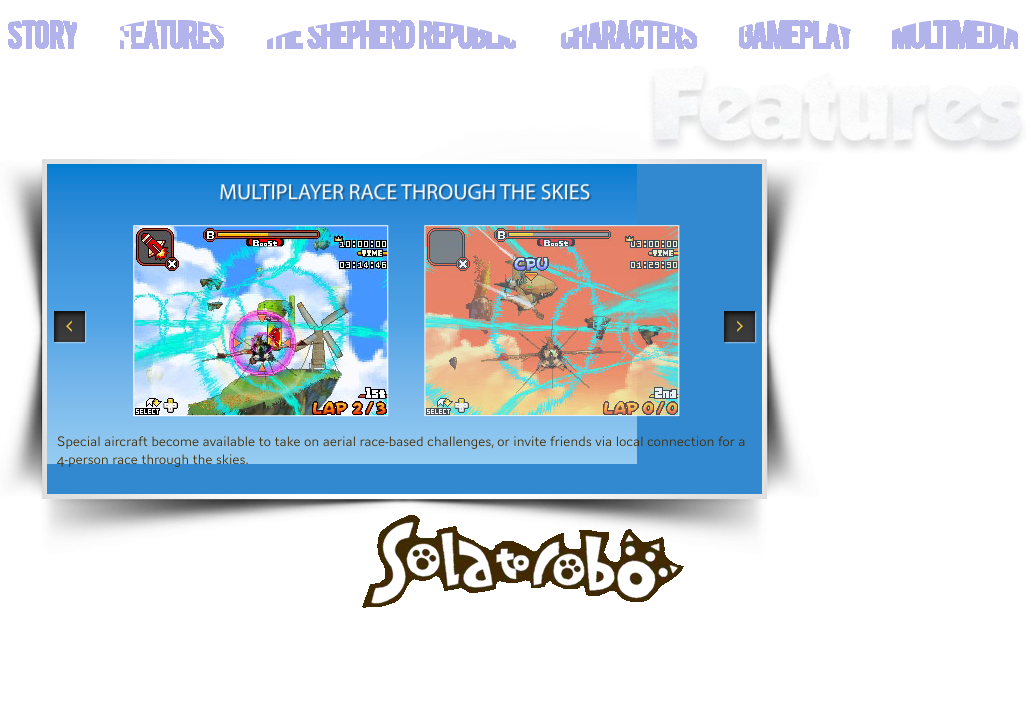 STORY
FEATURES
THE SHEPHERD REPUBLIC
CHARACTERS
GAMEPLAY
MULTIMEDIA
Features
MULTIPLAYER RACE THROUGH THE SKIES
B
Boost
10:00:00
TIME
03:14:46
X
1st
SELECT
LAP 2/3
B
Boost
03:00:00
TIME
01:29:90
X
CPU
2nd
SELECT
LAP 0/0
Special aircraft become available to take on aerial race-based challenges, or invite friends via local connection for a
4-person race through the skies.
Solatorobo